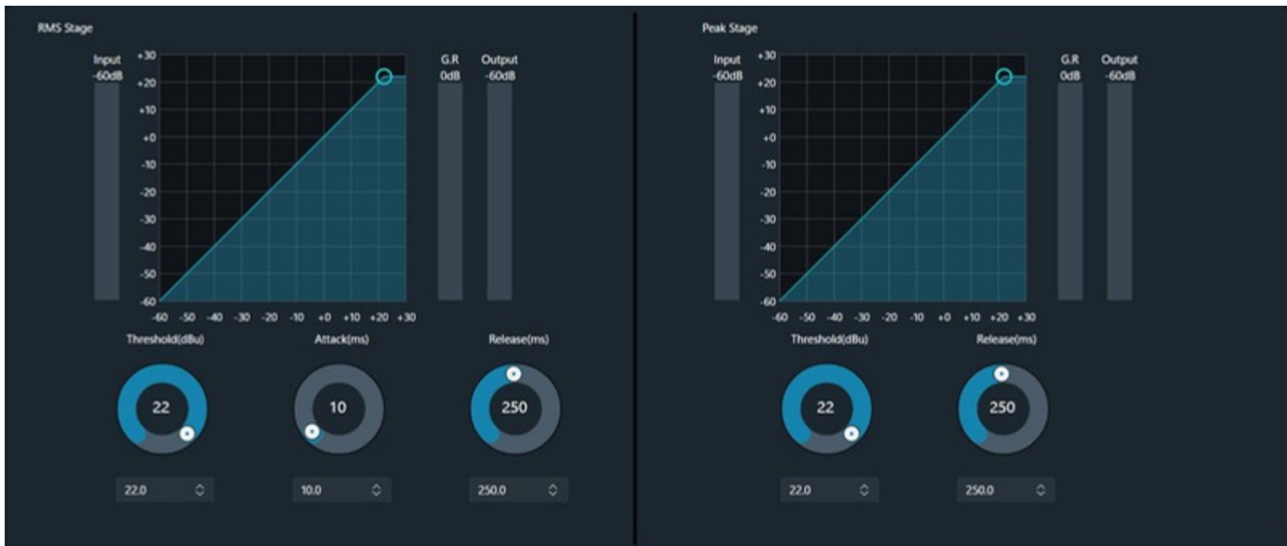 RMS Stage
Input
-60dB
+30
+20
+10
+0
-10
-20
-30
-40
-50
-60
-60 -50 -40 -30 -20 -10 +0 +10 +20 +30
G.R
0dB
Output
-60dB
Threshold(dBu)
Attack(ms)
Release(ms)
22
10
250
22.0
10.0
250.0
Peak Stage
Input
-60dB
+30
+20
+10
+0
-10
-20
-30
-40
-50
-60
-60 -50 -40 -30 -20 -10 +0 +10 +20 +30
G.R
0dB
Output
-60dB
Threshold(dBu)
Release(ms)
22
250
22.0
250.0